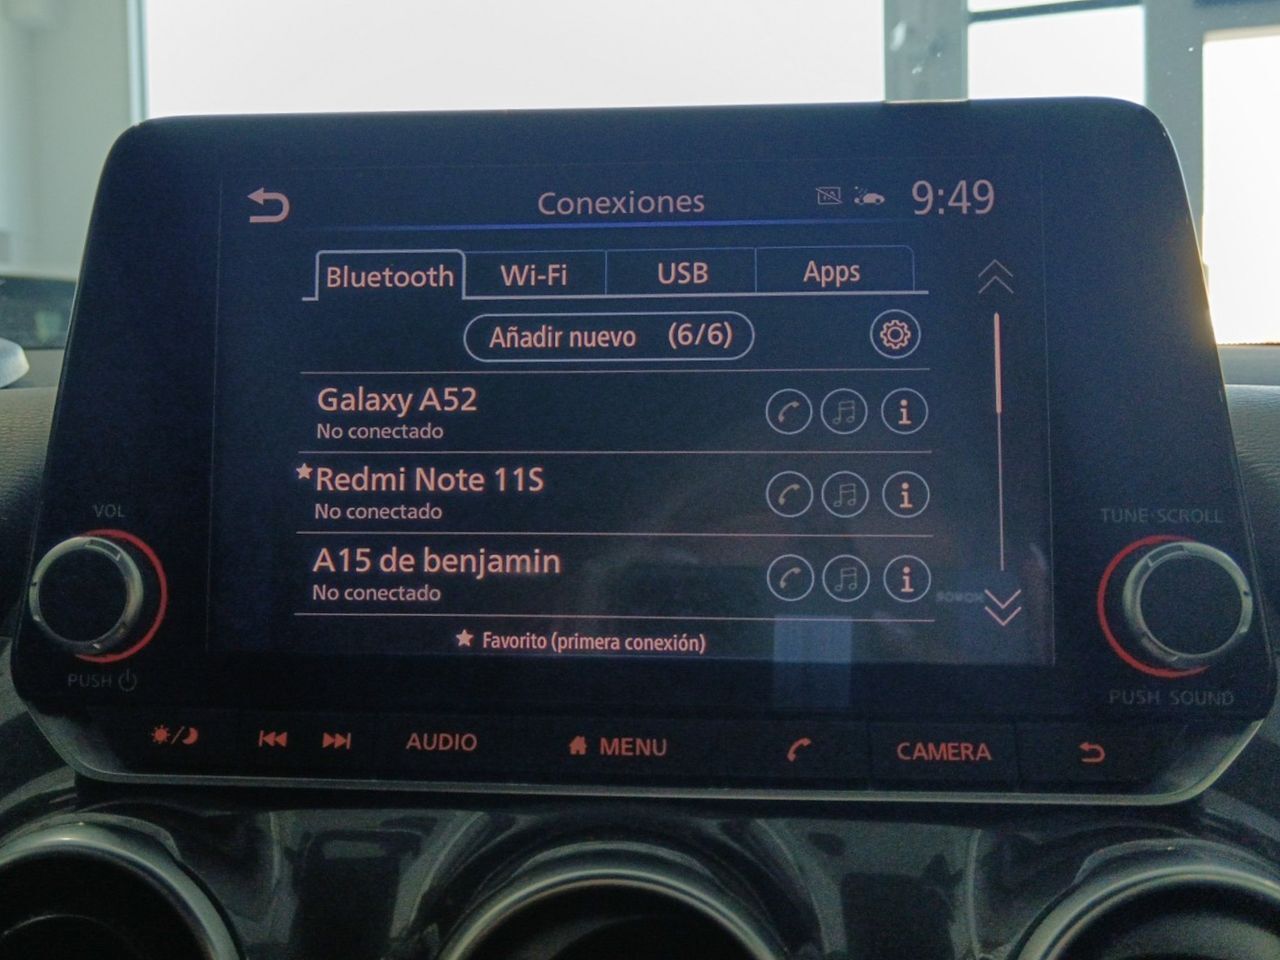 Conexiones
9:49
Bluetooth
Wi-Fi
USB
Apps
Añadir nuevo (6/6)
Galaxy A52
No conectado
Redmi Note 11S
No conectado
A15 de benjamin
No conectado
Favorito (primera conexión)
VOL
PUSH
TUNE·SCROLL
PUSH SOUND
AUDIO
MENU
CAMERA